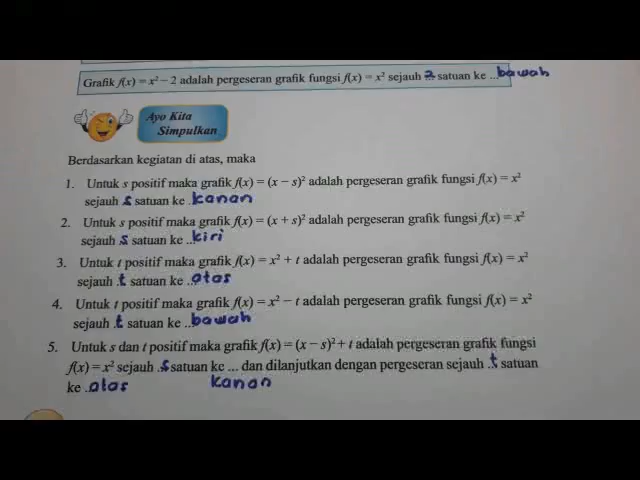 Grafik f(x) = x² − 2 adalah pergeseran grafik fungsi f(x) = x² sejauh 2 satuan ke ...bawah
Ayo Kita
Simpulkan
Berdasarkan kegiatan di atas, maka
1. Untuk s positif maka grafik f(x) = (x − s)² adalah pergeseran grafik fungsi f(x) = x²
sejauh s satuan ke .kanan
2. Untuk s positif maka grafik f(x) = (x + s)² adalah pergeseran grafik fungsi f(x) = x²
sejauh s satuan ke ..kiri
3. Untuk t positif maka grafik f(x) = x² + t adalah pergeseran grafik fungsi f(x) = x²
sejauh .t satuan ke ..atas
4. Untuk t positif maka grafik f(x) = x² − t adalah pergeseran grafik fungsi f(x) = x²
sejauh .t satuan ke ..bawah
5. Untuk s dan t positif maka grafik f(x) = (x − s)² + t adalah pergeseran grafik fungsi
f(x) = x² sejauh .s satuan ke ... dan dilanjutkan dengan pergeseran sejauh .t satuan
ke ..atas kanan